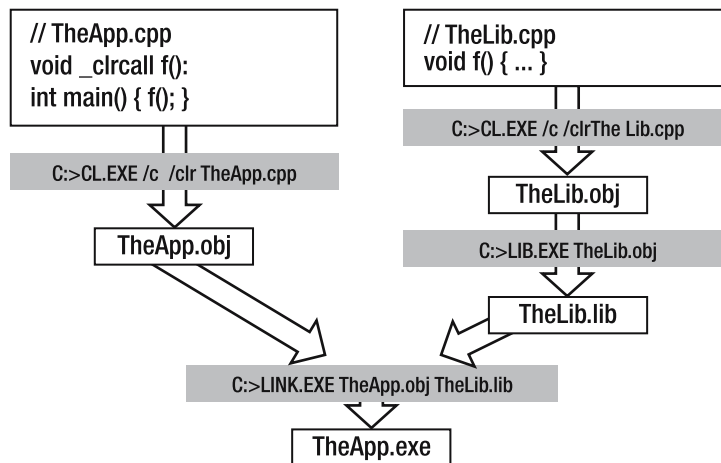 // TheApp.cpp
void _clrcall f():
int main() { f(); }
C:>CL.EXE /c /clr TheApp.cpp
TheApp.obj
// TheLib.cpp
void f() { ... }
C:>CL.EXE /c /clrThe Lib.cpp
TheLib.obj
C:>LIB.EXE TheLib.obj
TheLib.lib
C:>LINK.EXE TheApp.obj TheLib.lib
TheApp.exe